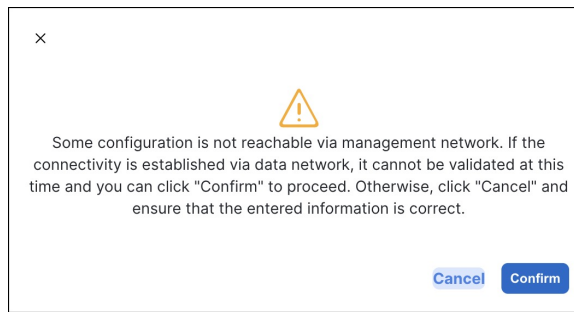 Some configuration is not reachable via management network. If the
connectivity is established via data network, it cannot be validated at this
time and you can click "Confirm" to proceed. Otherwise, click "Cancel" and
ensure that the entered information is correct.
Cancel
Confirm